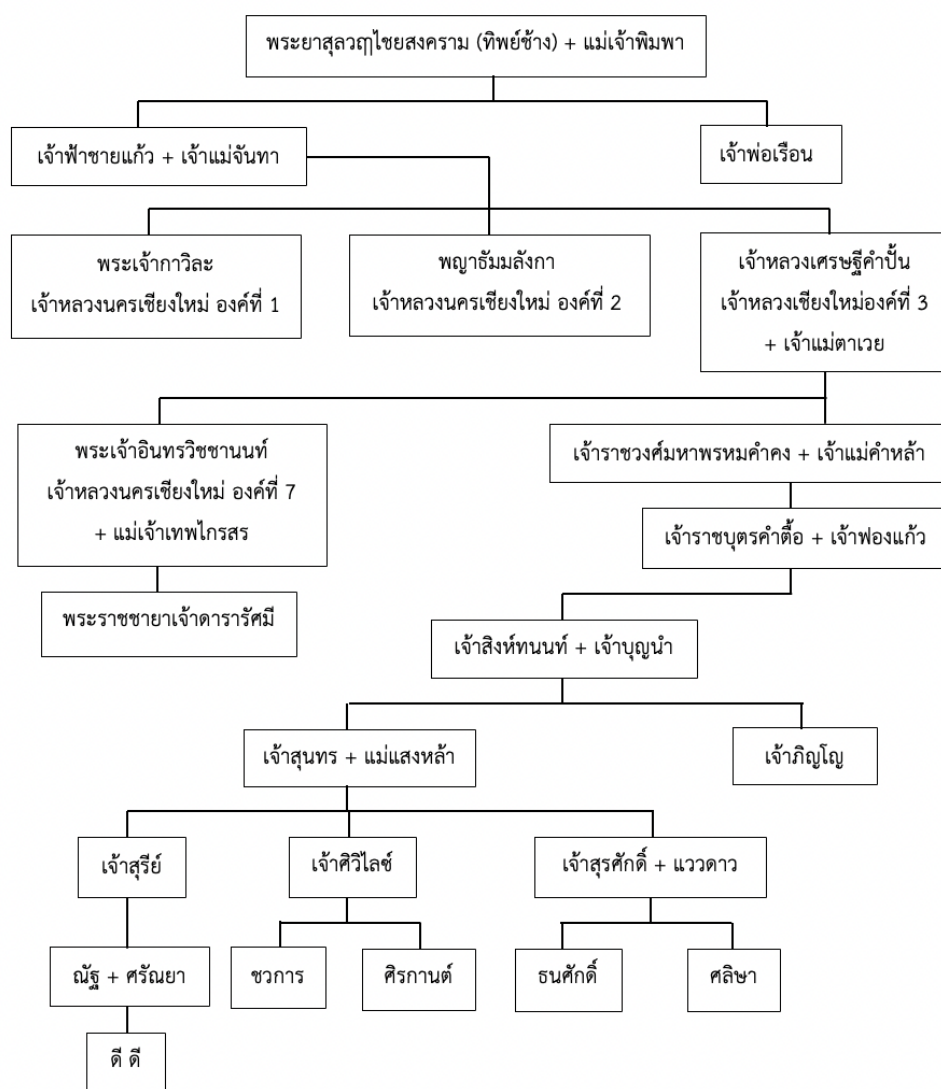 พระยาสุลวฤๅไชยสงคราม (ทิพย์ช้าง) + แม่เจ้าพิมพา
เจ้าฟ้าชายแก้ว + เจ้าแม่จันทา
เจ้าพ่อเรือน
พระเจ้ากาวิละ
เจ้าหลวงนครเชียงใหม่ องค์ที่ 1
พญาธัมมลังกา
เจ้าหลวงนครเชียงใหม่ องค์ที่ 2
เจ้าหลวงเศรษฐีคำปั้น
เจ้าหลวงเชียงใหม่องค์ที่ 3
+ เจ้าแม่ตาเวย
พระเจ้าอินทรวิชชานนท์
เจ้าหลวงนครเชียงใหม่ องค์ที่ 7
+ แม่เจ้าเทพไกรสร
เจ้าราชวงศ์มหาพรหมคำคง + เจ้าแม่คำหล้า
เจ้าราชบุตรคำตื้อ + เจ้าฟองแก้ว
พระราชชายาเจ้าดารารัศมี
เจ้าสิงห์ทนนท์ + เจ้าบุญนำ
เจ้าสุนทร + แม่แสงหล้า
เจ้าภิญโญ
เจ้าสุรีย์
เจ้าศิวิไลซ์
เจ้าสุรศักดิ์ + แววดาว
ณัฐ + ศรัณยา
ชวการ
ศิรกานต์
ธนศักดิ์
ศลิษา
ดี ดี